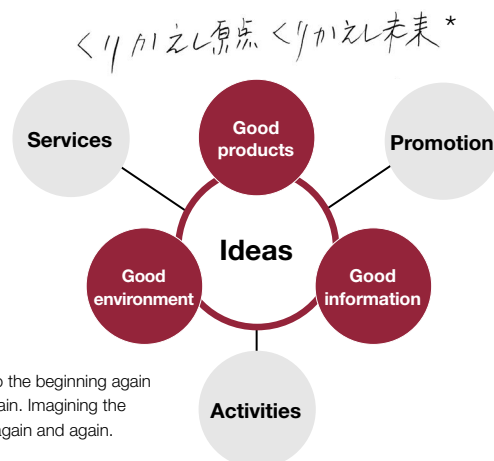 くりかえし原点 くりかえし未来*
Good
products
Services
Promotion
Ideas
Good
environment
Good
information
the beginning again
Imagining the
again and again.
Activities